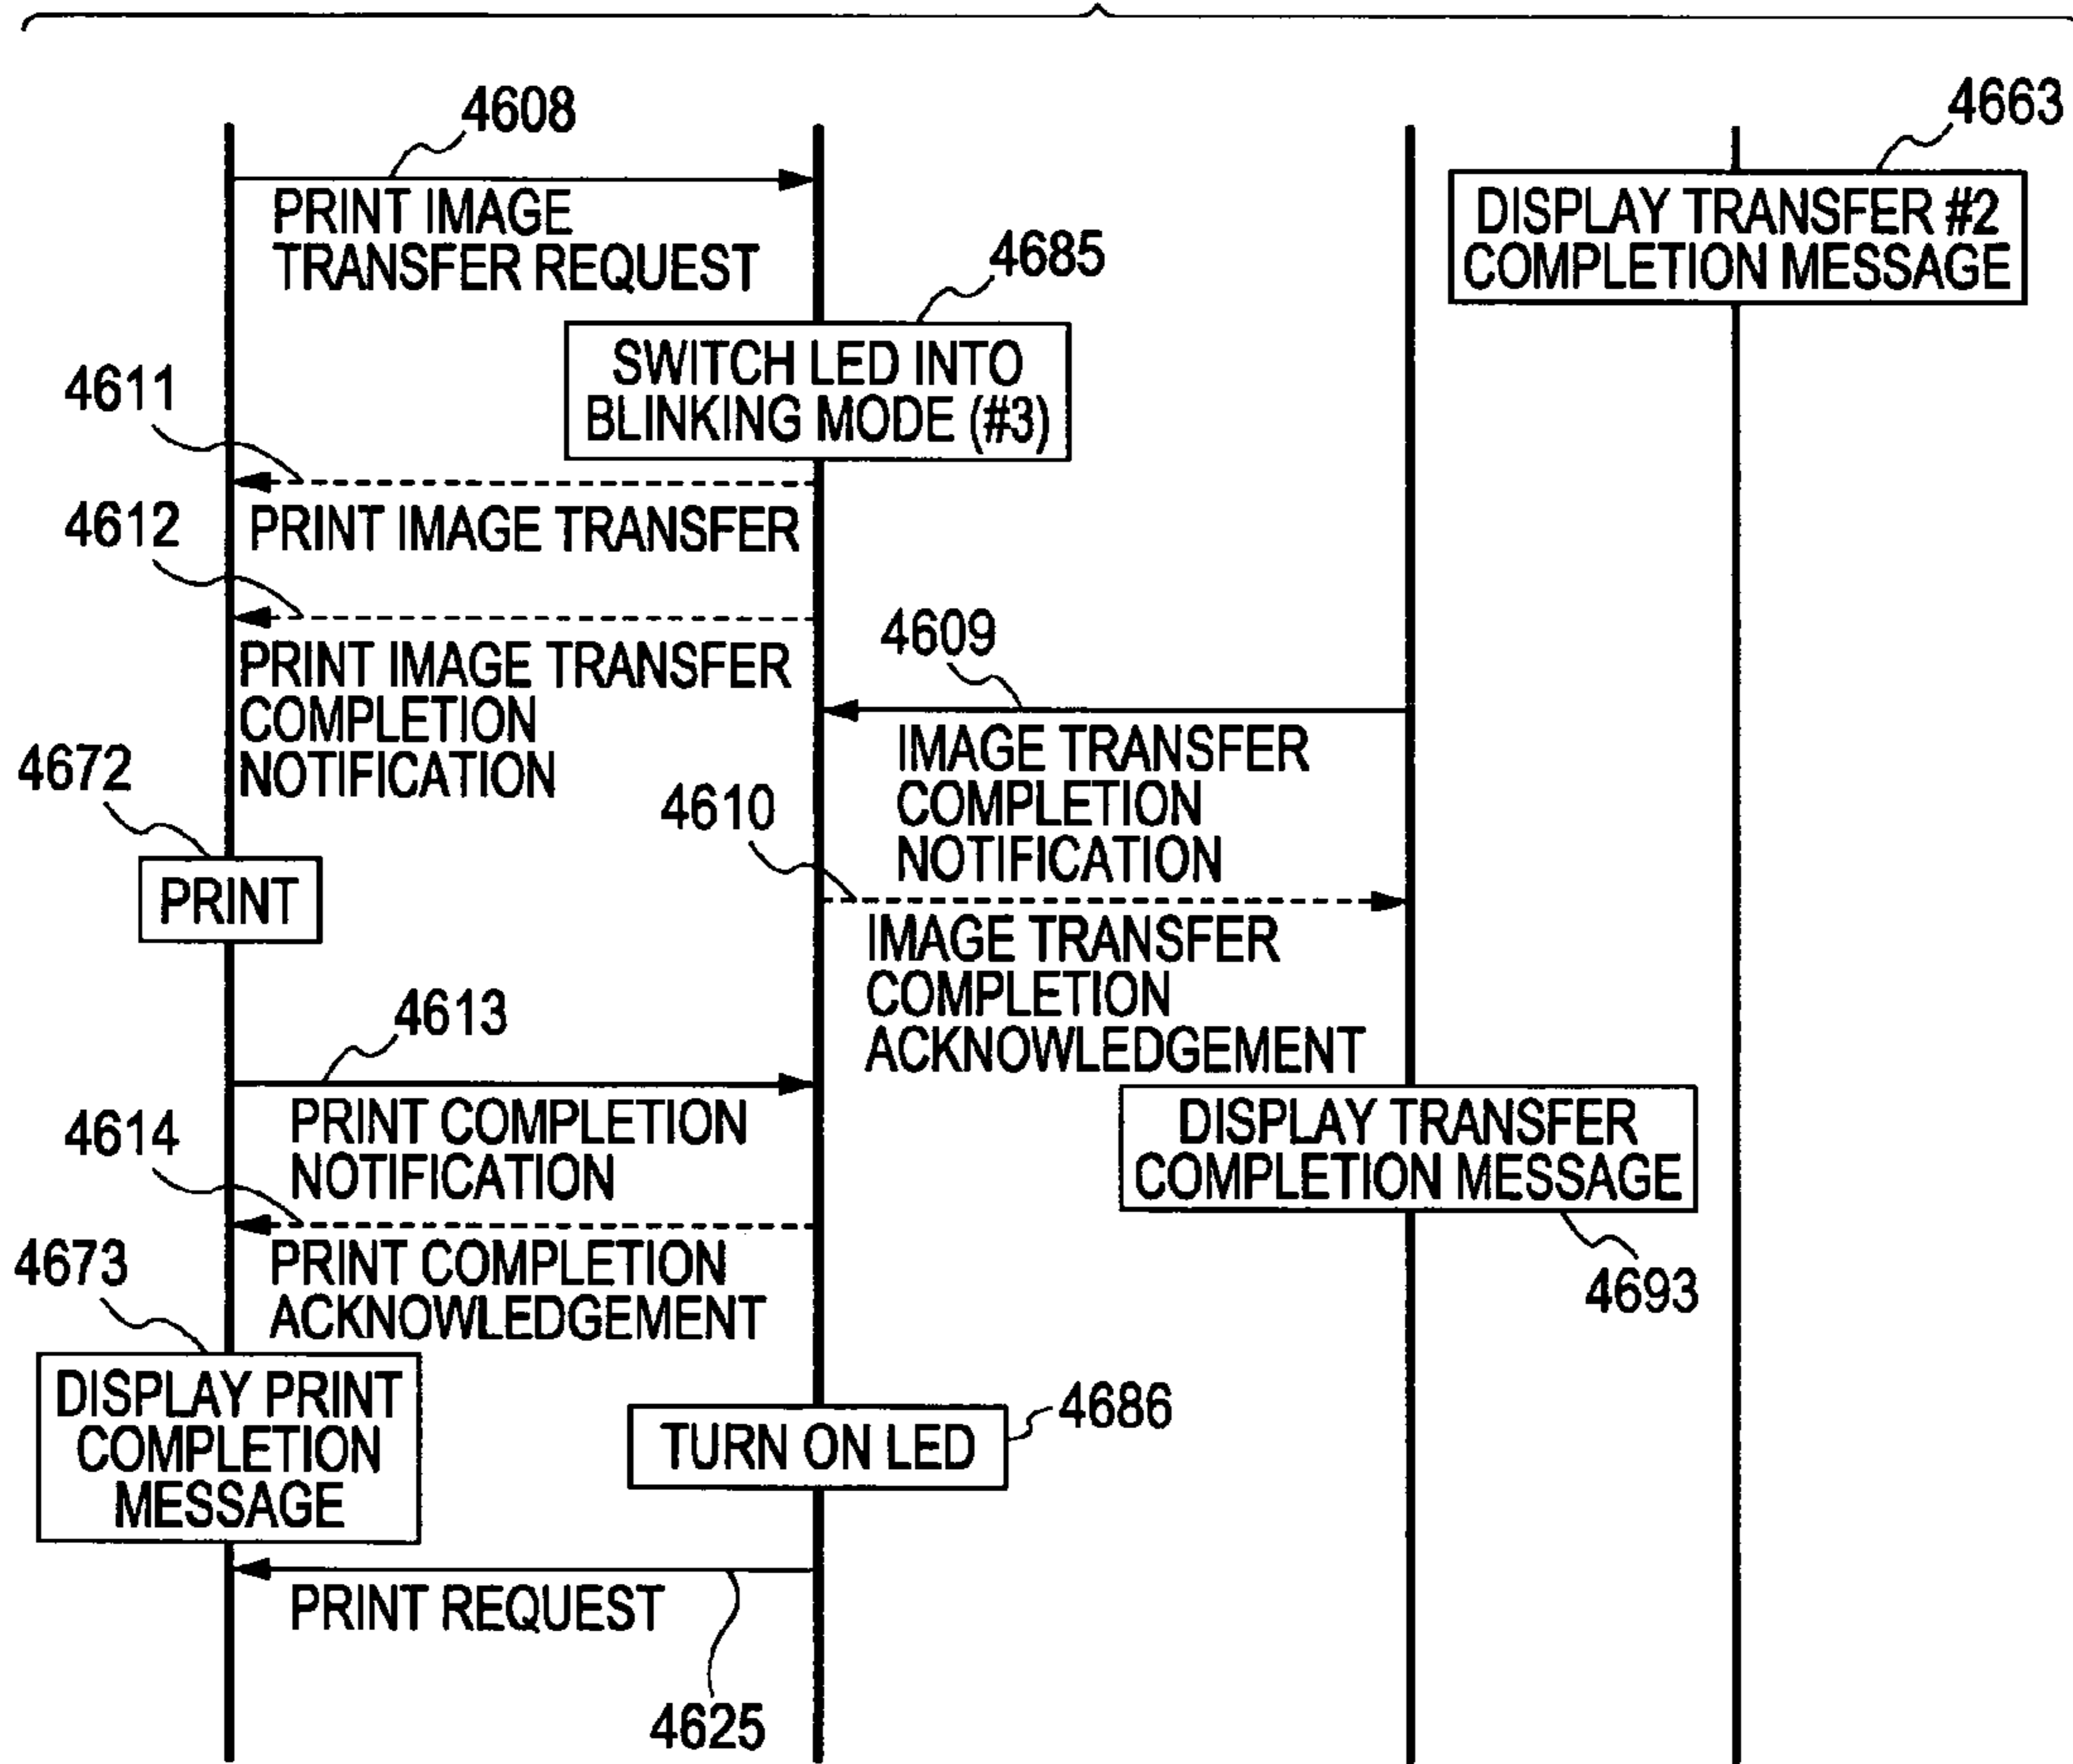 4608
4663
PRINT IMAGE
TRANSFER REQUEST
DISPLAY TRANSFER #2
COMPLETION MESSAGE
4685
SWITCH LED INTO
BLINKING MODE (#3)
4611
PRINT IMAGE TRANSFER
4612
PRINT IMAGE TRANSFER
COMPLETION
NOTIFICATION
4609
IMAGE TRANSFER
COMPLETION
NOTIFICATION
4672
PRINT
4610
IMAGE TRANSFER
COMPLETION
ACKNOWLEDGEMENT
4613
PRINT COMPLETION
NOTIFICATION
DISPLAY TRANSFER
COMPLETION MESSAGE
4693
4614
PRINT COMPLETION
ACKNOWLEDGEMENT
4673
DISPLAY PRINT
COMPLETION
MESSAGE
TURN ON LED
4686
PRINT REQUEST
4625